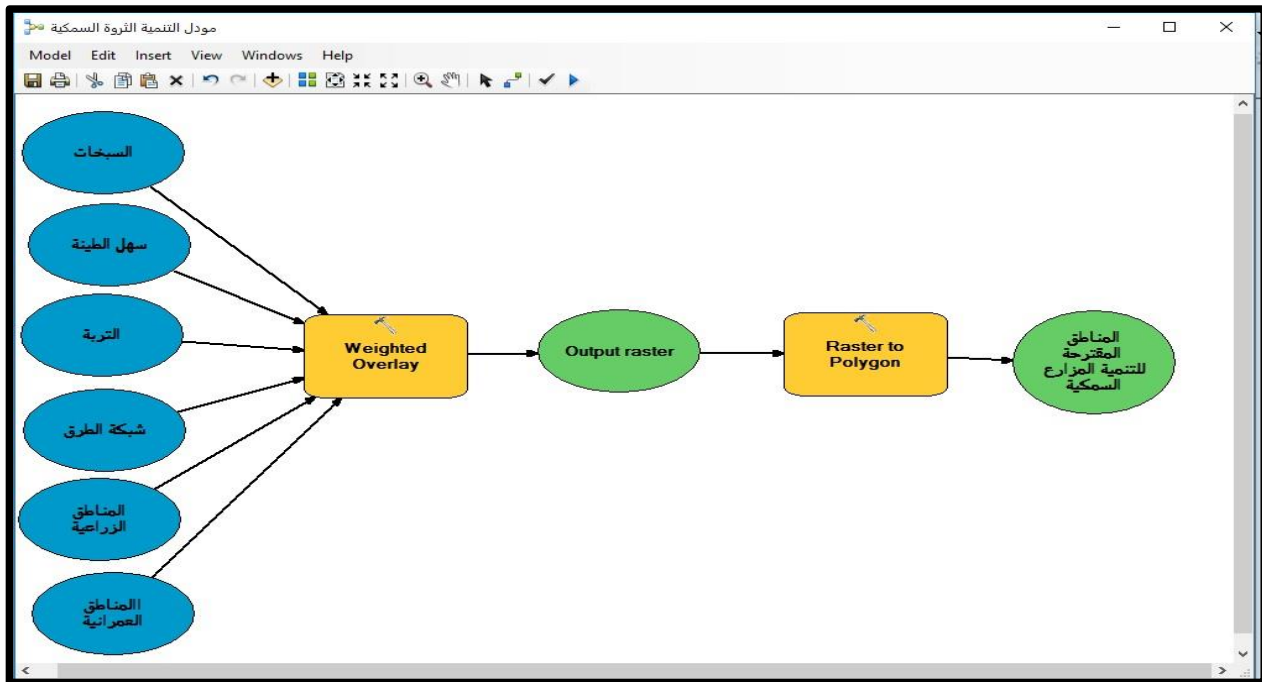 مودل التنمية الثروة السمكية
Model Edit Insert View Windows Help
السبخات
سهل الطينة
التربة
شبكة الطرق
المناطق
الزراعية
االمناطق
العمرانية
Weighted
Overlay
Output raster
Raster to
Polygon
المناطق
المقترحة
للتنمية المزارع
السمكية